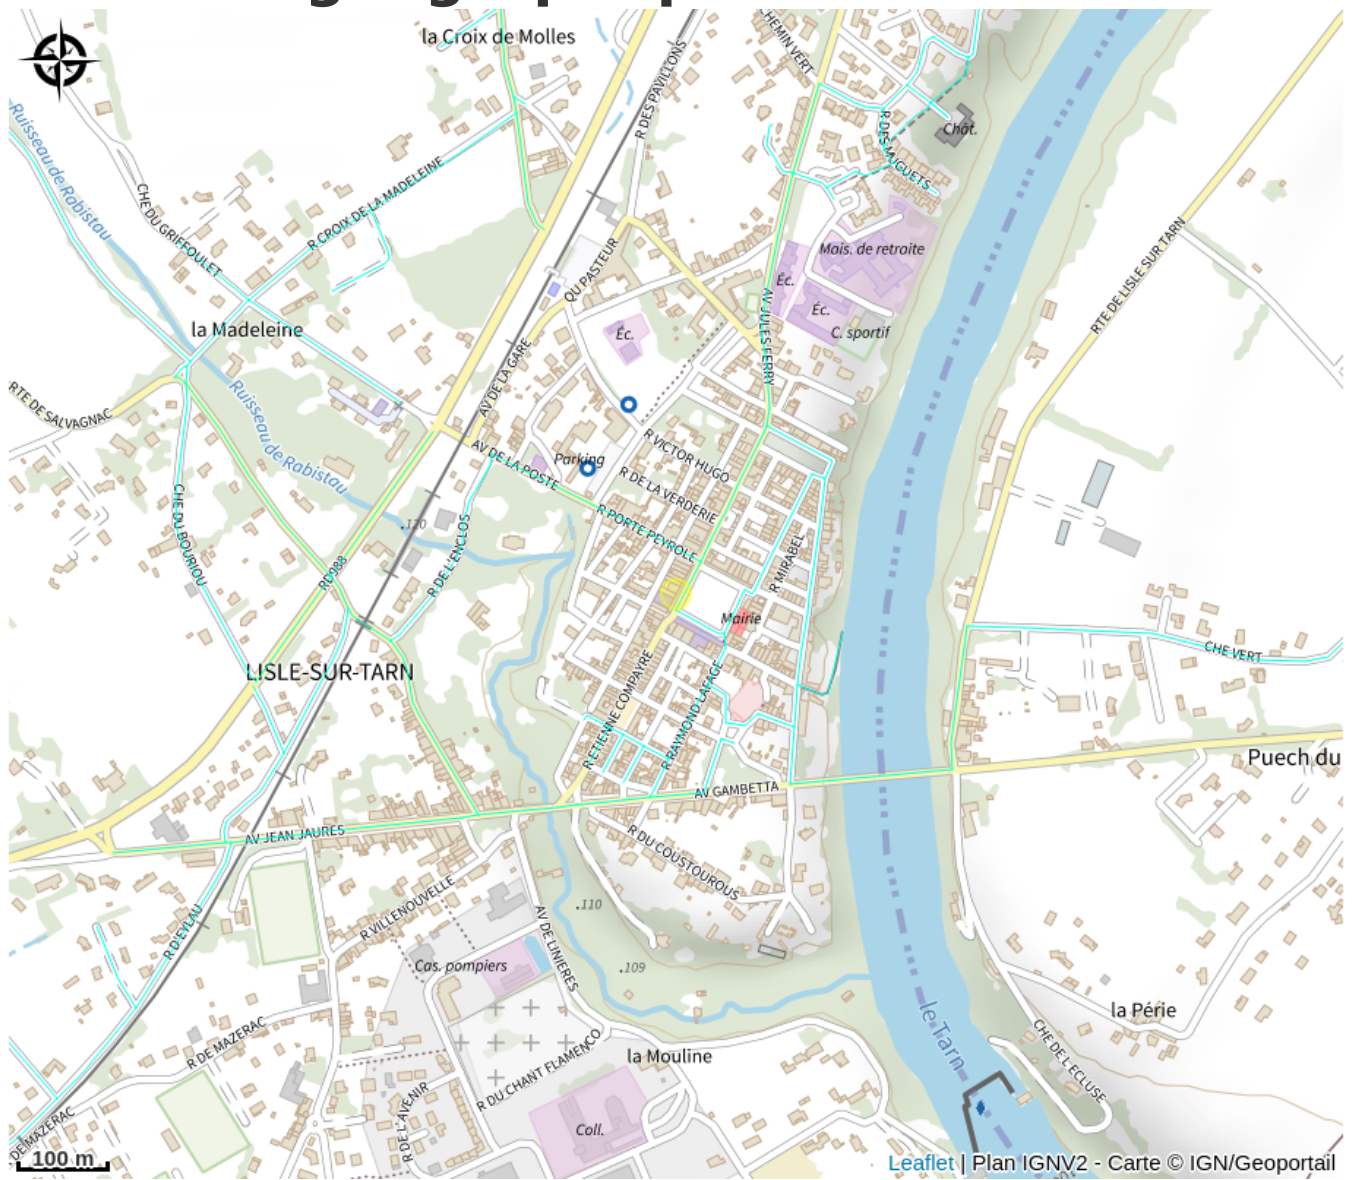 la Croix de Molles
CHEMIN VERT
R DES PAVILLONS
Ruisseau de Rabistau
R DES MUGUETS
Chât.
R CROIX DE LA MADELEINE
CHE DU GRIFFOULET
Mais. de retraite
QU PASTEUR
Éc.
RTE DE LISLE SUR TARN
AV JULES FERRY
Éc.
la Madeleine
Éc.
C. sportif
AV DE LA GARE
RTE DE SALVAGNAC
Ruisseau de Rabistau
R VICTOR HUGO
AV DE LA POSTE
Parking
R DE LA VERDERIE
CHE DU BOURIOU
R PORTE PEYROLE
.120
R DE L'ENCLOS
R MIRABEL
RD988
Mairie
CHE VERT
LISLE-SUR-TARN
R ETIENNE COMPAYRE
R RAYMOND LAFAGE
Puech du
AV GAMBETTA
AV JEAN JAURES
R DU COUSTOUROUS
R VILLENOUVELLE
.110
R D'EYLAU
AV DE LINIERES
Cas. pompiers
.109
la Périe
le Tarn
R DE MAZERAC
la Mouline
CHE DE L'ECLUSE
R DU CHANT FLAMENCO
R DE L'AVENIR
Coll.
DE MAZERAC
100 m
Leaflet | Plan IGNV2 - Carte © IGN/Geoportail